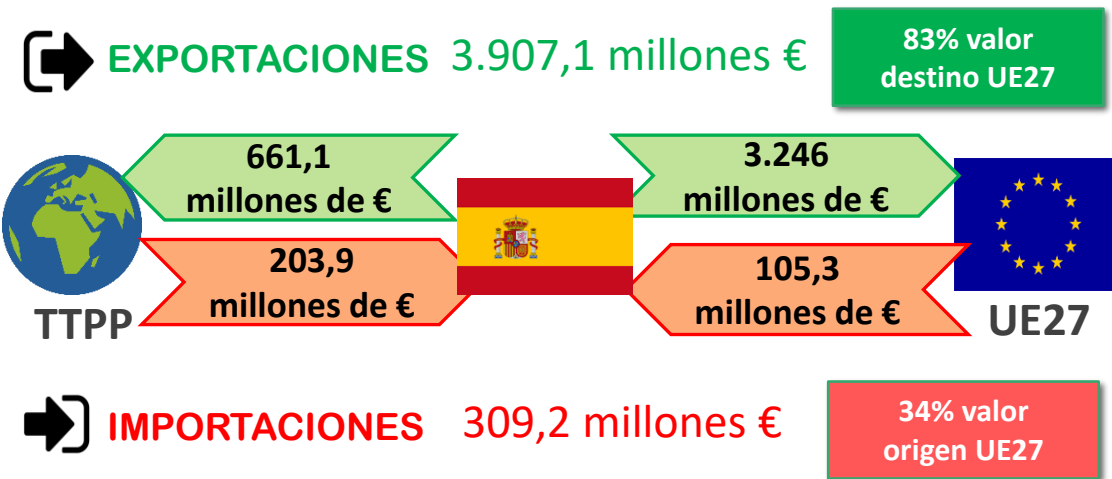 EXPORTACIONES 3.907,1 millones €
83% valor
destino UE27
661,1
millones de €
3.246
millones de €
203,9
millones de €
105,3
millones de €
TTPP
UE27
IMPORTACIONES 309,2 millones €
34% valor
origen UE27